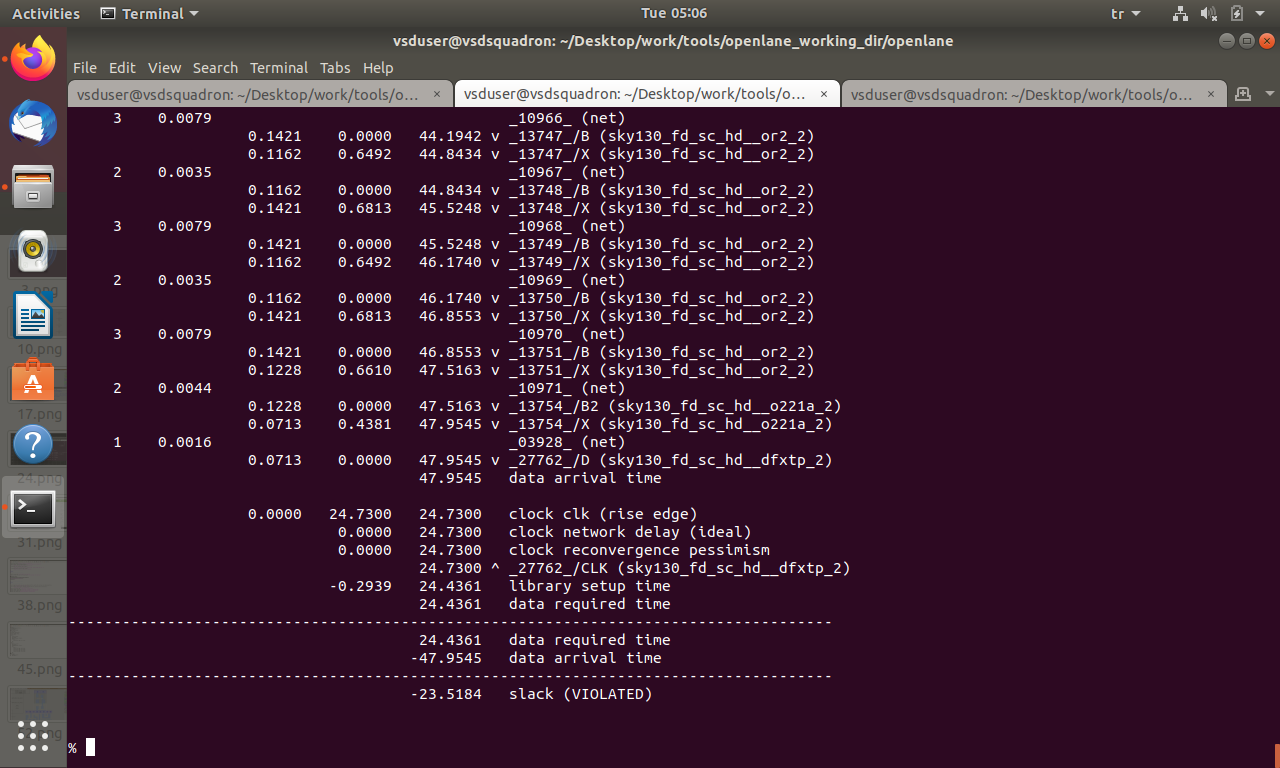 Activities Terminal Tue 05:06 tr
vsduser@vsdsquadron: ~/Desktop/work/tools/openlane_working_dir/openlane
File Edit View Search Terminal Tabs Help
vsduser@vsdsquadron: ~/Desktop/work/tools/o... × vsduser@vsdsquadron: ~/Desktop/work/tools/o... × vsduser@vsdsquadron: ~/Desktop/work/tools/o... ×
3 0.0079 _10966_ (net)
0.1421 0.0000 44.1942 v _13747_/B (sky130_fd_sc_hd__or2_2)
0.1162 0.6492 44.8434 v _13747_/X (sky130_fd_sc_hd__or2_2)
2 0.0035 _10967_ (net)
0.1162 0.0000 44.8434 v _13748_/B (sky130_fd_sc_hd__or2_2)
0.1421 0.6813 45.5248 v _13748_/X (sky130_fd_sc_hd__or2_2)
3 0.0079 _10968_ (net)
0.1421 0.0000 45.5248 v _13749_/B (sky130_fd_sc_hd__or2_2)
0.1162 0.6492 46.1740 v _13749_/X (sky130_fd_sc_hd__or2_2)
2 0.0035 _10969_ (net)
0.1162 0.0000 46.1740 v _13750_/B (sky130_fd_sc_hd__or2_2)
0.1421 0.6813 46.8553 v _13750_/X (sky130_fd_sc_hd__or2_2)
3 0.0079 _10970_ (net)
0.1421 0.0000 46.8553 v _13751_/B (sky130_fd_sc_hd__or2_2)
0.1228 0.6610 47.5163 v _13751_/X (sky130_fd_sc_hd__or2_2)
2 0.0044 _10971_ (net)
0.1228 0.0000 47.5163 v _13754_/B2 (sky130_fd_sc_hd__o221a_2)
0.0713 0.4381 47.9545 v _13754_/X (sky130_fd_sc_hd__o221a_2)
1 0.0016 _03928_ (net)
0.0713 0.0000 47.9545 v _27762_/D (sky130_fd_sc_hd__dfxtp_2)
47.9545 data arrival time
0.0000 24.7300 24.7300 clock clk (rise edge)
0.0000 24.7300 clock network delay (ideal)
0.0000 24.7300 clock reconvergence pessimism
24.7300 ^ _27762_/CLK (sky130_fd_sc_hd__dfxtp_2)
-0.2939 24.4361 library setup time
24.4361 data required time
-------------------------------------------------------------------------------------
24.4361 data required time
-47.9545 data arrival time
-------------------------------------------------------------------------------------
-23.5184 slack (VIOLATED)
%
10.png
17.png
24.png
31.png
38.png
45.png